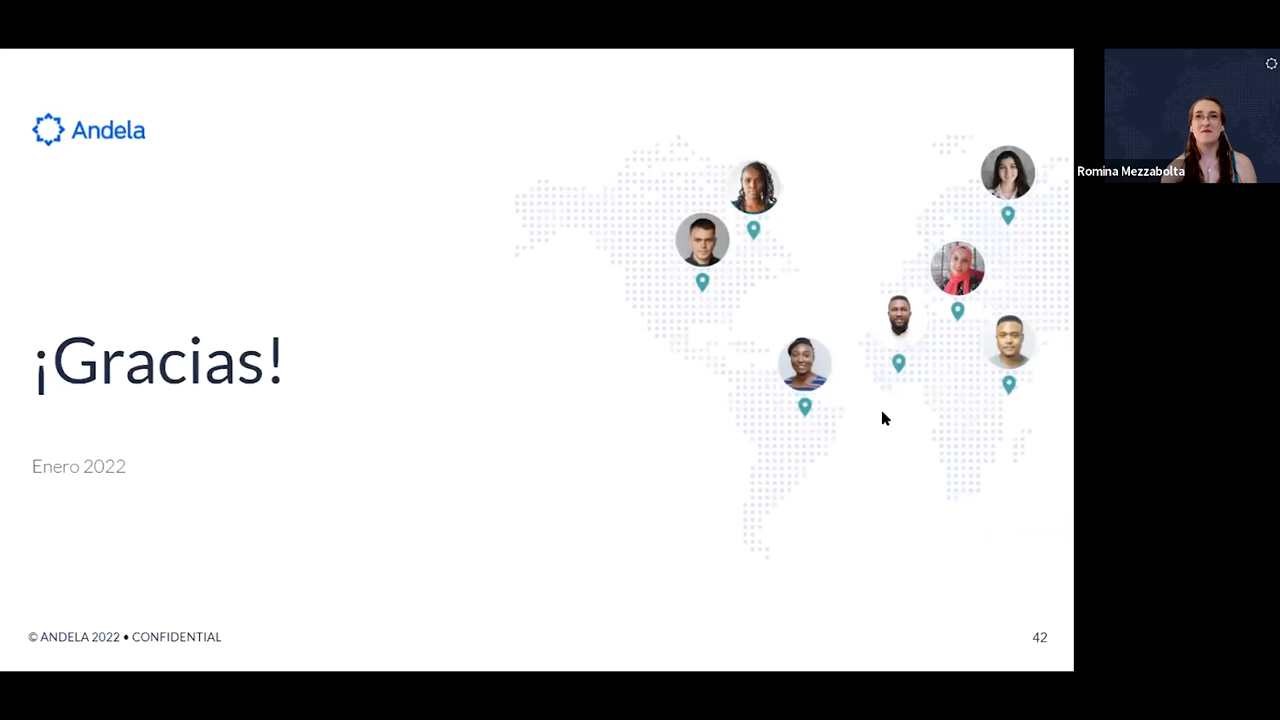 Andela
Romina Mezzabolta
¡Gracias!
Enero 2022
© ANDELA 2022 • CONFIDENTIAL
42